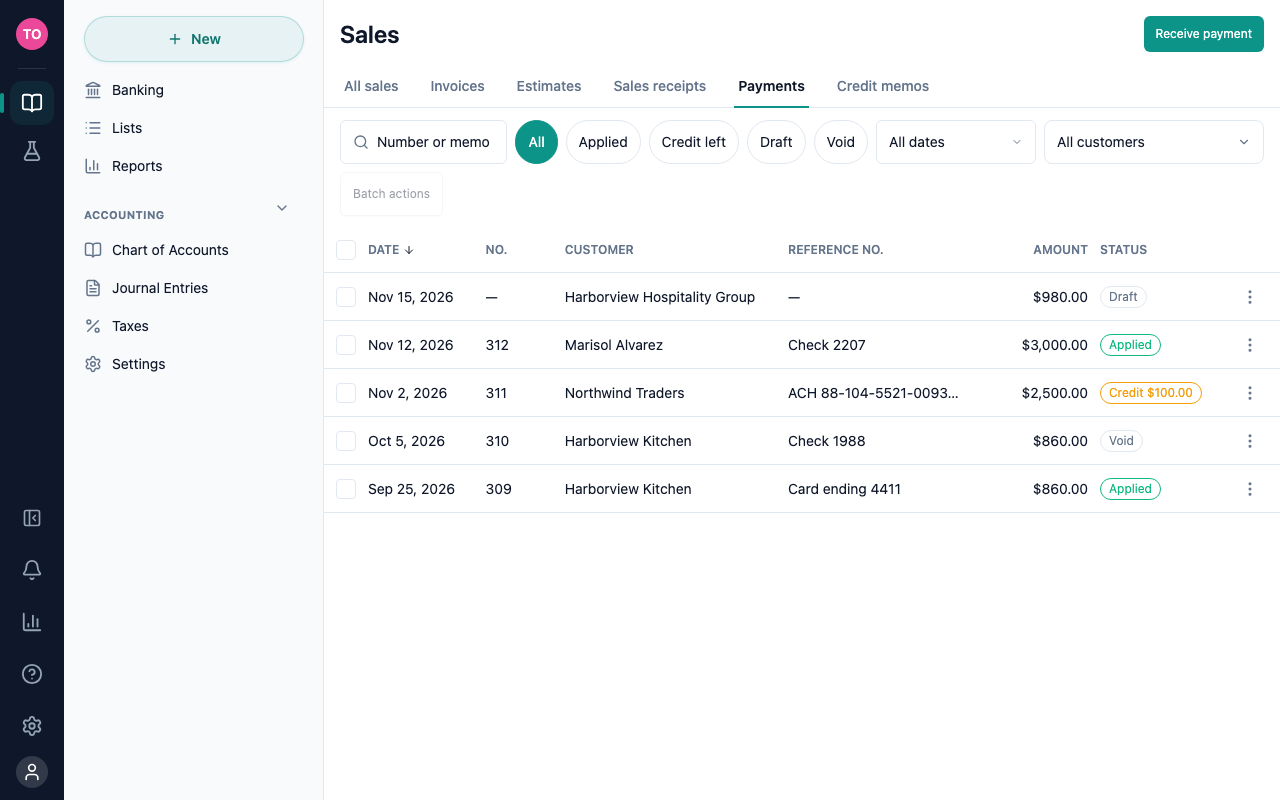 TO
New
Banking
Lists
Reports
ACCOUNTING
Chart of Accounts
Journal Entries
Taxes
Settings
Sales
Receive payment
All sales Invoices Estimates Sales receipts Payments Credit memos
Number or memo All Applied Credit left Draft Void All dates All customers
Batch actions
DATE NO. CUSTOMER REFERENCE NO. AMOUNT STATUS
Nov 15, 2026 — Harborview Hospitality Group — $980.00 Draft
Nov 12, 2026 312 Marisol Alvarez Check 2207 $3,000.00 Applied
Nov 2, 2026 311 Northwind Traders ACH 88-104-5521-0093... $2,500.00 Credit $100.00
Oct 5, 2026 310 Harborview Kitchen Check 1988 $860.00 Void
Sep 25, 2026 309 Harborview Kitchen Card ending 4411 $860.00 Applied